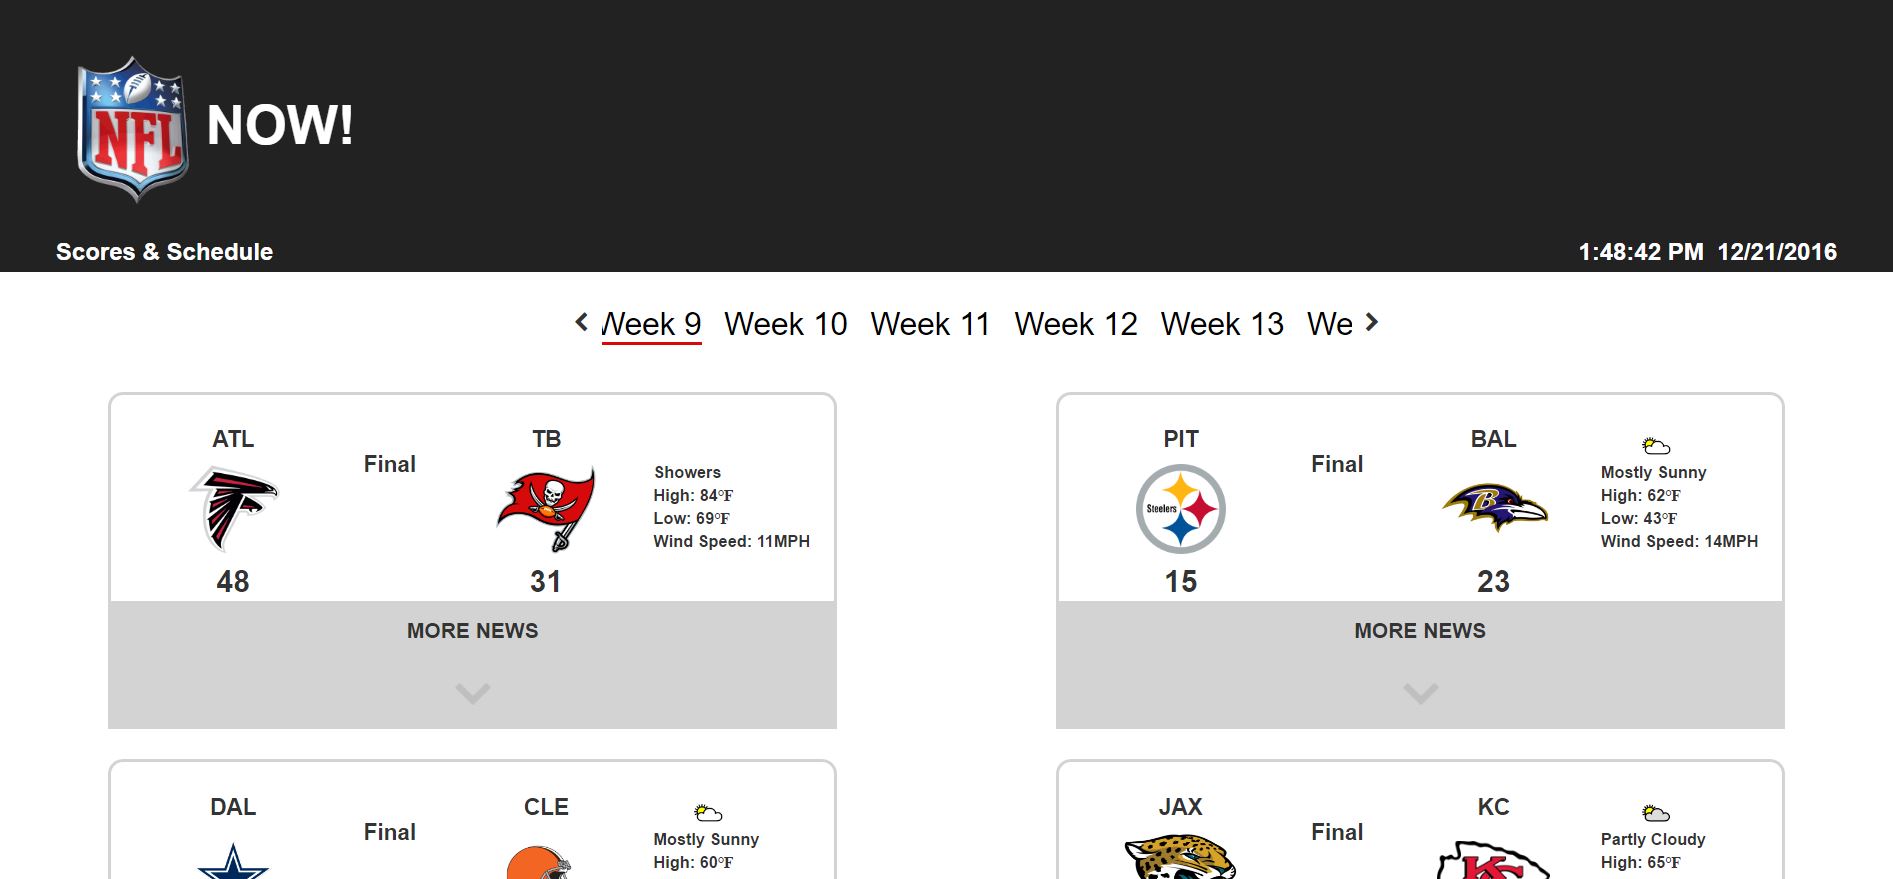 NFL NOW!
Scores & Schedule
1:48:42 PM 12/21/2016
Week 9 Week 10 Week 11 Week 12 Week 13 We
ATL
Final
TB
Showers
High: 84°F
Low: 69°F
Wind Speed: 11MPH
48
31
MORE NEWS
PIT
Steelers
Final
BAL
B
Mostly Sunny
High: 62°F
Low: 43°F
Wind Speed: 14MPH
15
23
MORE NEWS
DAL
Final
CLE
Mostly Sunny
High: 60°F
JAX
Final
KC
KC
Partly Cloudy
High: 65°F